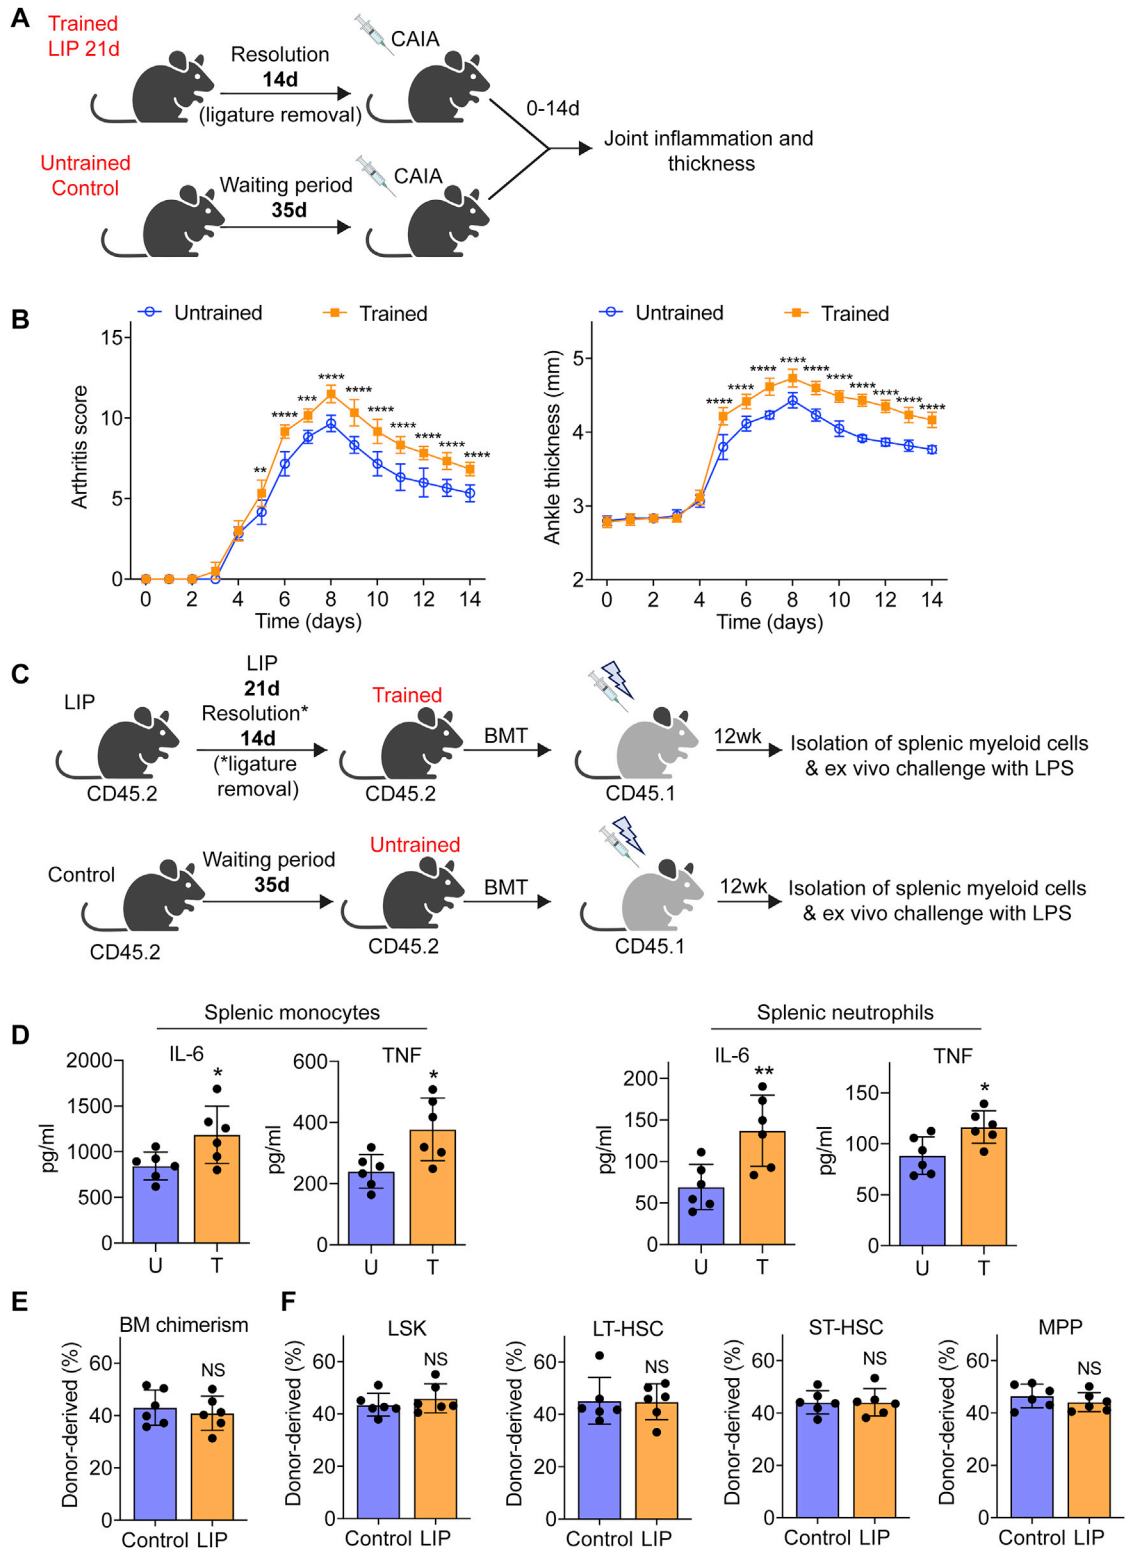 A
Trained
LIP 21d
Resolution
14d
(ligature removal)
CAIA
0-14d
Joint inflammation and
thickness
Untrained
Control
Waiting period
35d
CAIA
B
Untrained
Trained
Arthritis score
15
10
5
0
** **** *** **** **** **** **** **** **** ****
0 2 4 6 8 10 12 14
Time (days)
Untrained
Trained
Ankle thickness (mm)
5
4
3
2
**** **** **** **** **** **** **** **** **** ****
0 2 4 6 8 10 12 14
Time (days)
C
LIP
LIP
21d
Resolution*
14d
(*ligature
removal)
CD45.2
Trained
CD45.2
BMT
CD45.1
12wk
Isolation of splenic myeloid cells
& ex vivo challenge with LPS
Control
Waiting period
35d
CD45.2
Untrained
CD45.2
BMT
CD45.1
12wk
Isolation of splenic myeloid cells
& ex vivo challenge with LPS
D
Splenic monocytes
IL-6
pg/ml
2000
1500
1000
500
0
*
U T
TNF
pg/ml
600
400
200
0
*
U T
Splenic neutrophils
IL-6
pg/ml
200
150
100
50
0
**
U T
TNF
pg/ml
150
100
50
0
*
U T
E
BM chimerism
Donor-derived (%)
60
40
20
0
NS
Control LIP
F
LSK
Donor-derived (%)
60
40
20
0
NS
Control LIP
LT-HSC
Donor-derived (%)
60
40
20
0
NS
Control LIP
ST-HSC
Donor-derived (%)
60
40
20
0
NS
Control LIP
MPP
Donor-derived (%)
60
40
20
0
NS
Control LIP